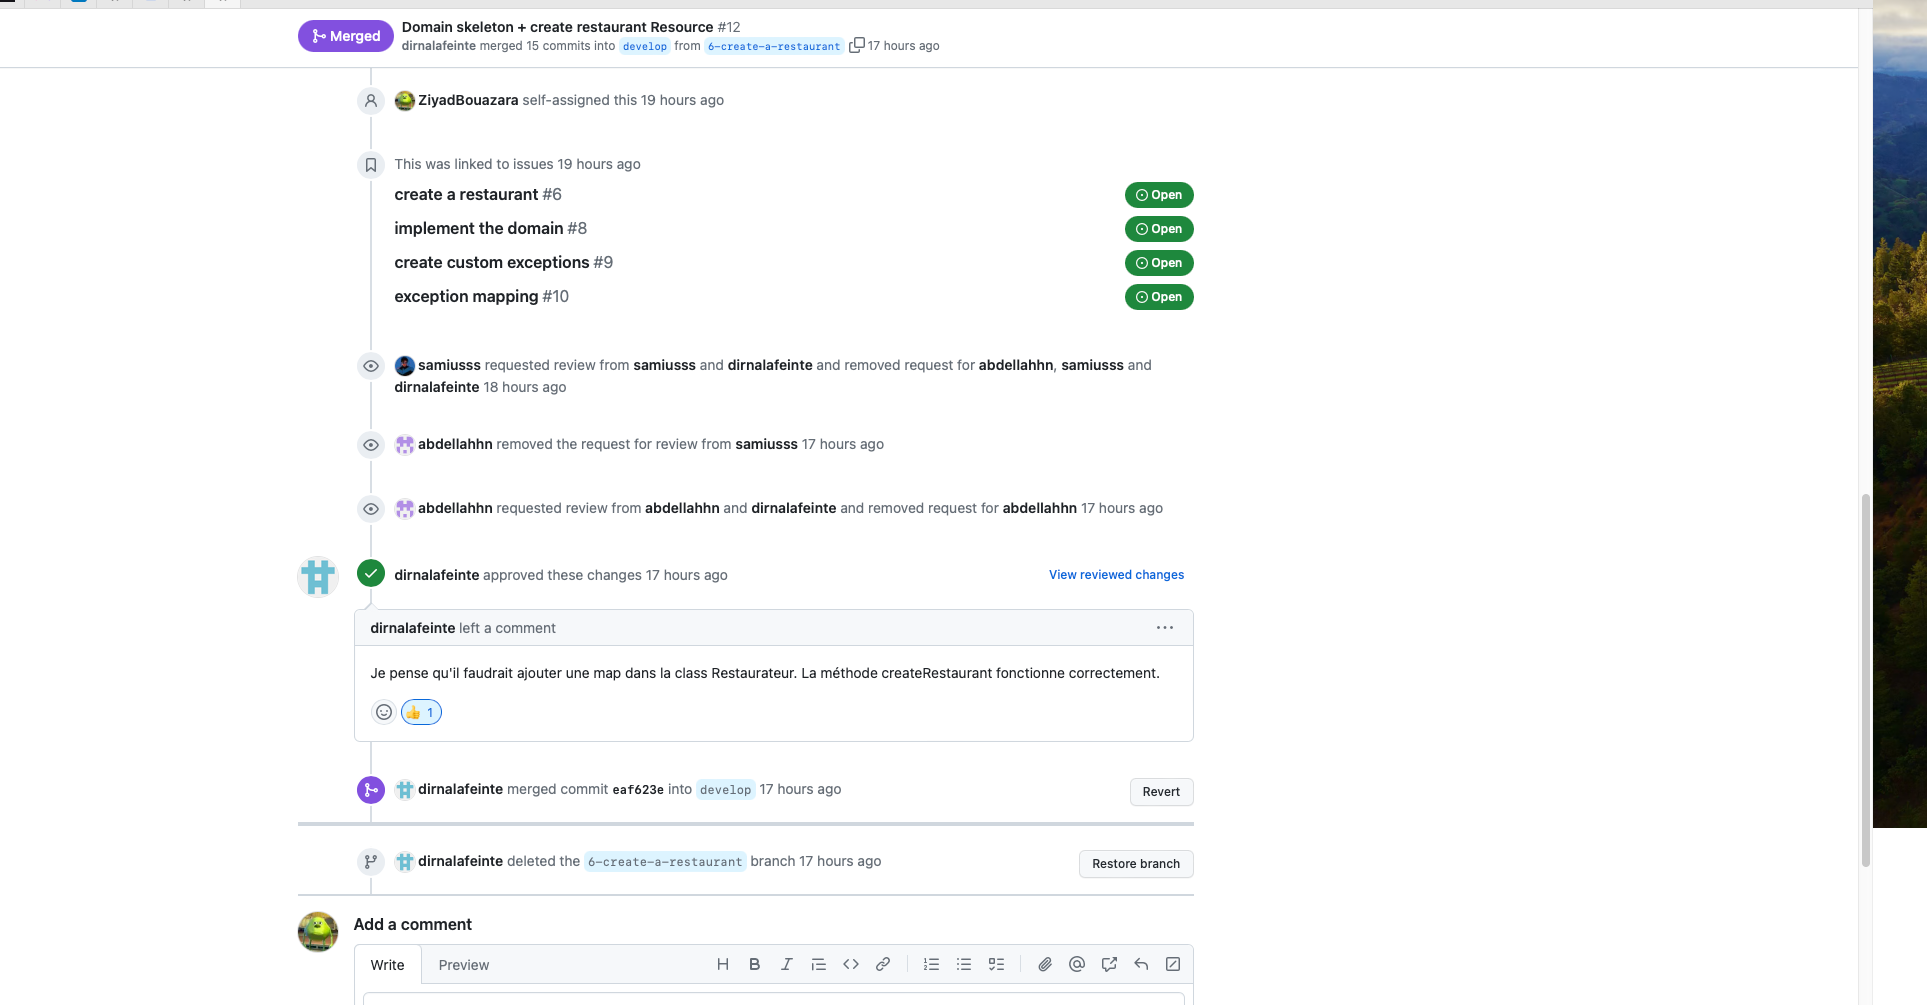 Merged
Domain skeleton + create restaurant Resource #12
dirnalafeinte merged 15 commits into develop from 6-create-a-restaurant 17 hours ago
ZiyadBouazara self-assigned this 19 hours ago
This was linked to issues 19 hours ago
create a restaurant #6 Open
implement the domain #8 Open
create custom exceptions #9 Open
exception mapping #10 Open
samiusss requested review from samiusss and dirnalafeinte and removed request for abdellahhn, samiusss and
dirnalafeinte 18 hours ago
abdellahhn removed the request for review from samiusss 17 hours ago
abdellahhn requested review from abdellahhn and dirnalafeinte and removed request for abdellahhn 17 hours ago
dirnalafeinte approved these changes 17 hours ago View reviewed changes
dirnalafeinte left a comment
Je pense qu'il faudrait ajouter une map dans la class Restaurateur. La méthode createRestaurant fonctionne correctement.
👍 1
dirnalafeinte merged commit eaf623e into develop 17 hours ago Revert
dirnalafeinte deleted the 6-create-a-restaurant branch 17 hours ago Restore branch
Add a comment
Write Preview